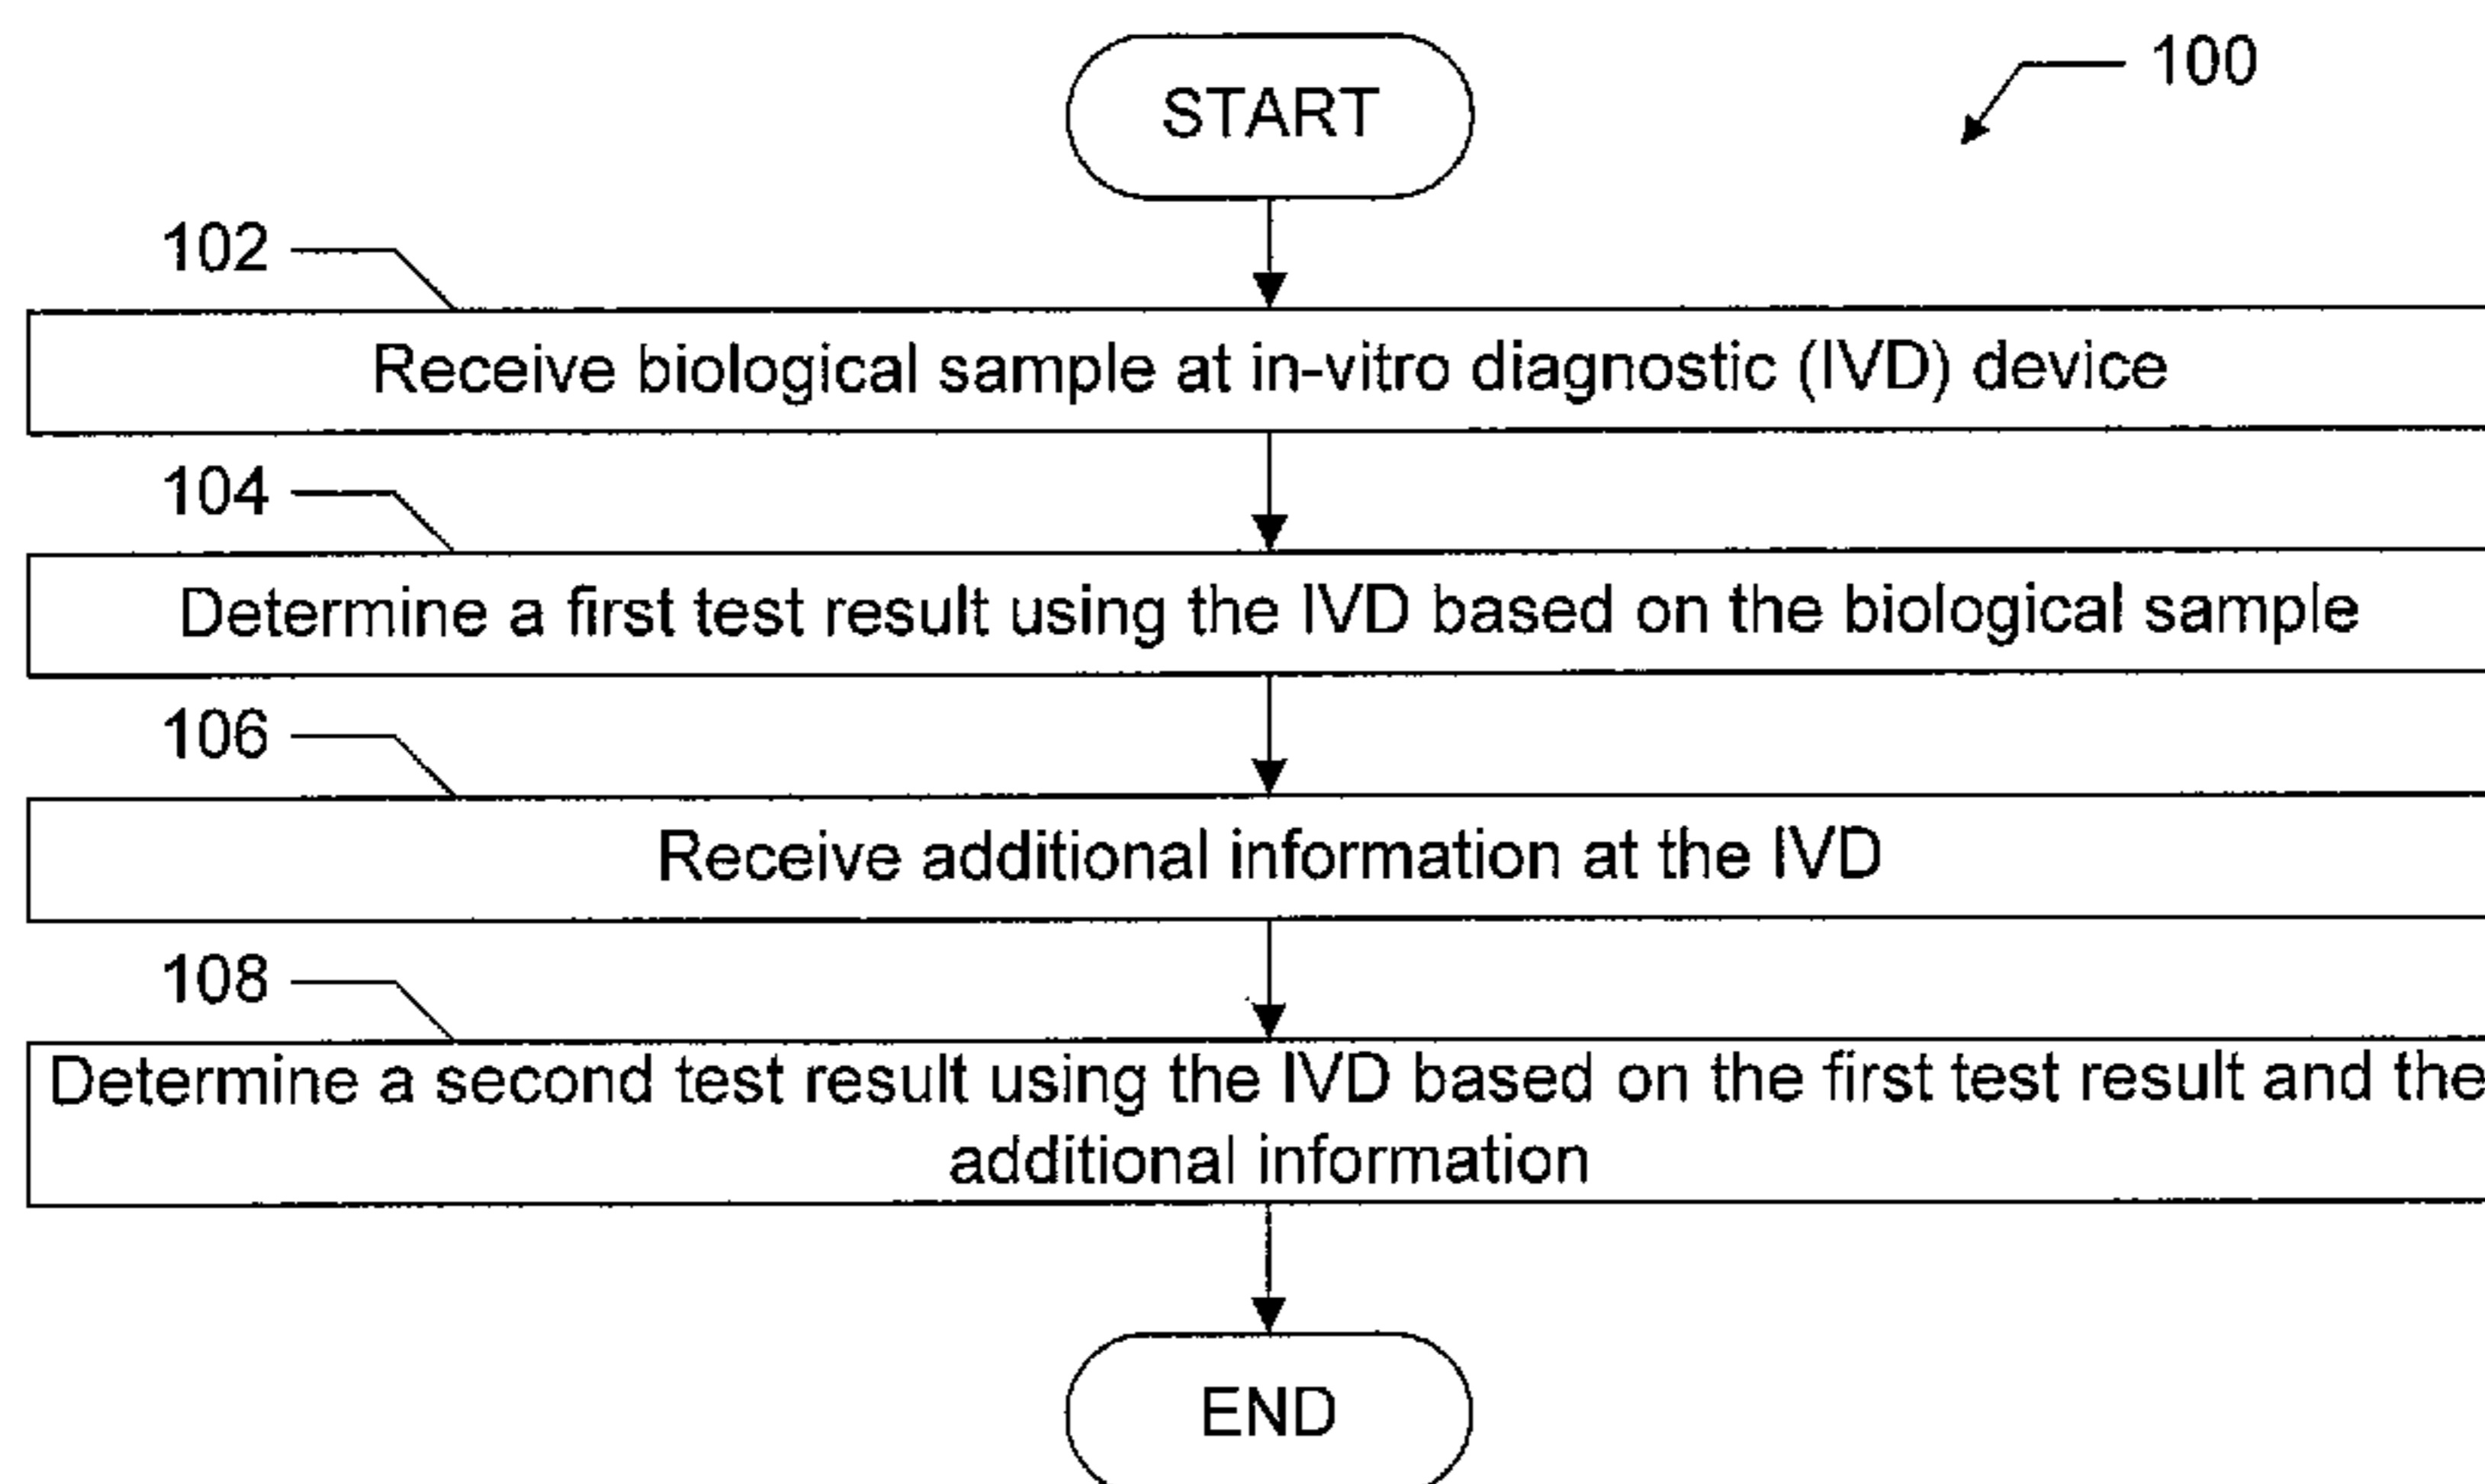 START
100
102
Receive biological sample at in-vitro diagnostic (IVD) device
104
Determine a first test result using the IVD based on the biological sample
106
Receive additional information at the IVD
108
Determine a second test result using the IVD based on the first test result and the
additional information
END